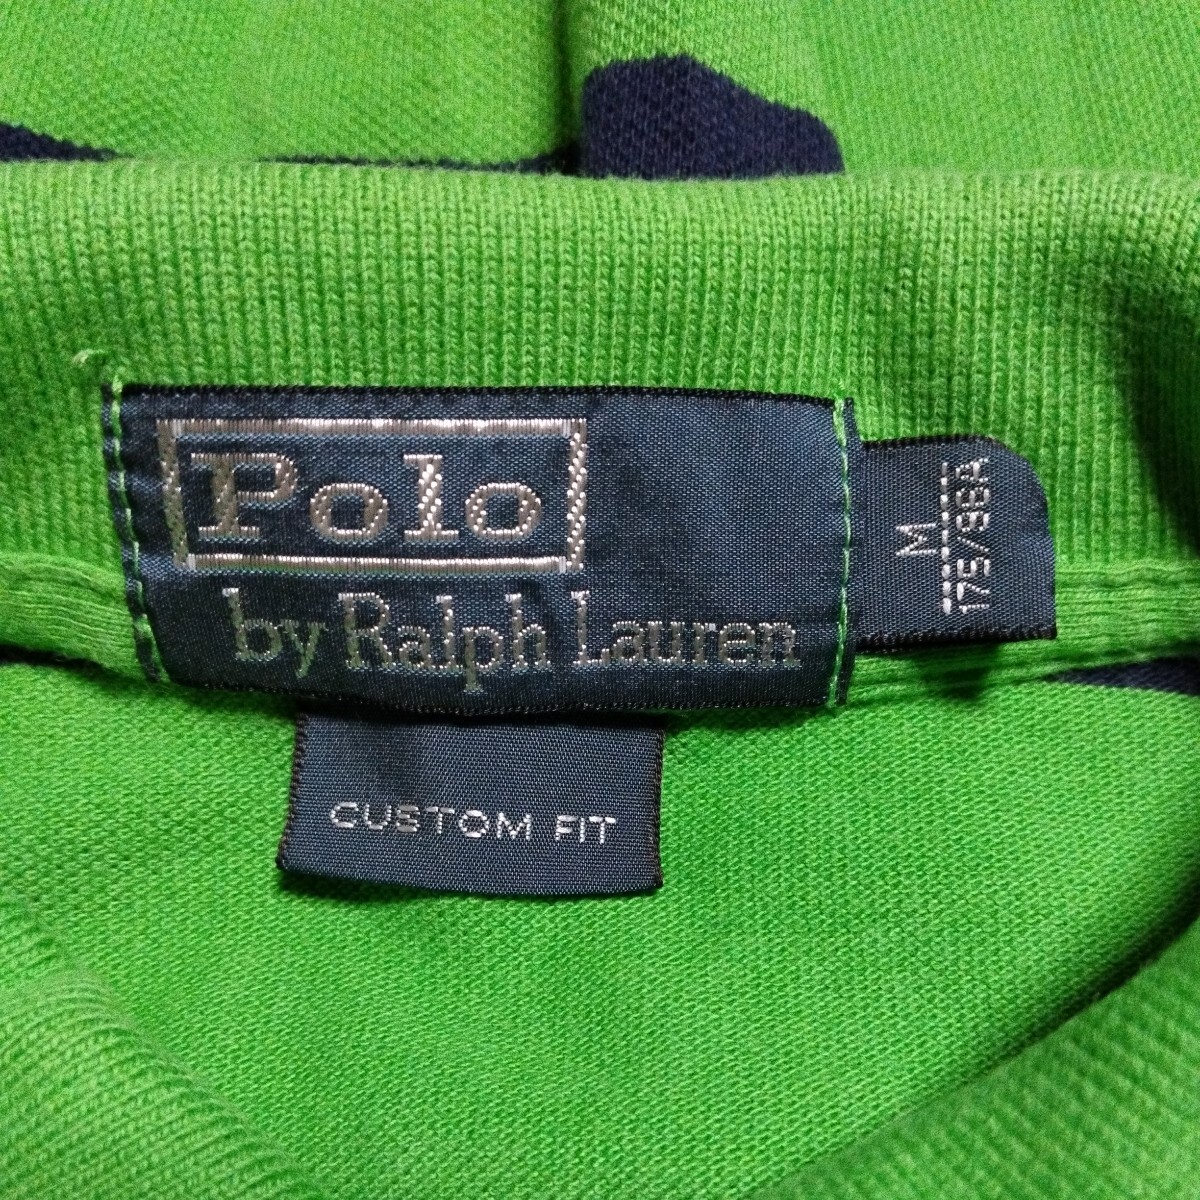 Polo
by Ralph Lauren
M
175/96A
CUSTOM FIT